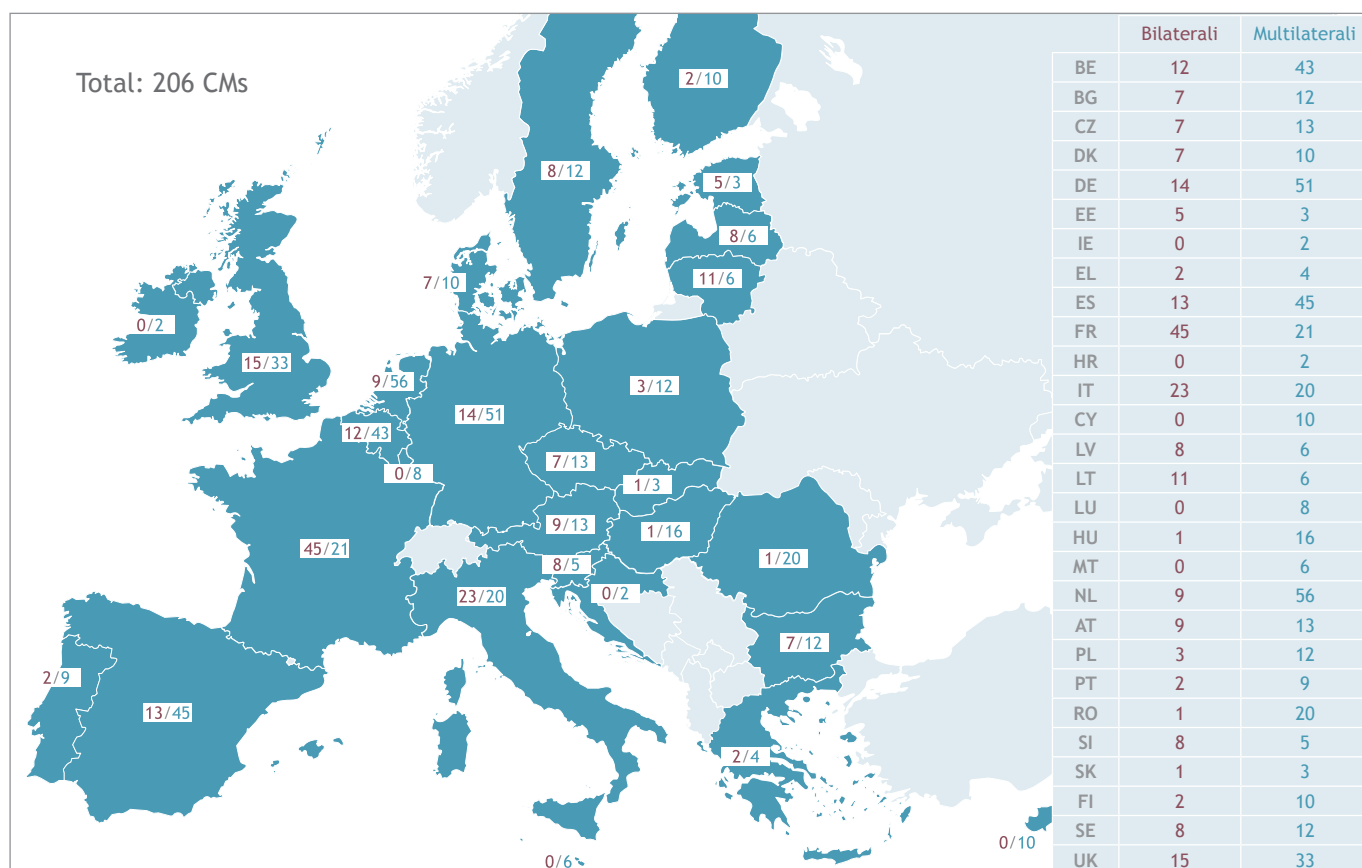 Total: 206 CMs
2/10
8/12
5/3
8/6
11/6
7/10
0/2
15/33
9/56
3/12
14/51
12/43
7/13
0/8
1/3
9/13
1/16
45/21
1/20
8/5
0/2
23/20
7/12
2/9
13/45
2/4
0/10
0/6
Bilaterali Multilaterali
BE 12 43
BG 7 12
CZ 7 13
DK 7 10
DE 14 51
EE 5 3
IE 0 2
EL 2 4
ES 13 45
FR 45 21
HR 0 2
IT 23 20
CY 0 10
LV 8 6
LT 11 6
LU 0 8
HU 1 16
MT 0 6
NL 9 56
AT 9 13
PL 3 12
PT 2 9
RO 1 20
SI 8 5
SK 1 3
FI 2 10
SE 8 12
UK 15 33